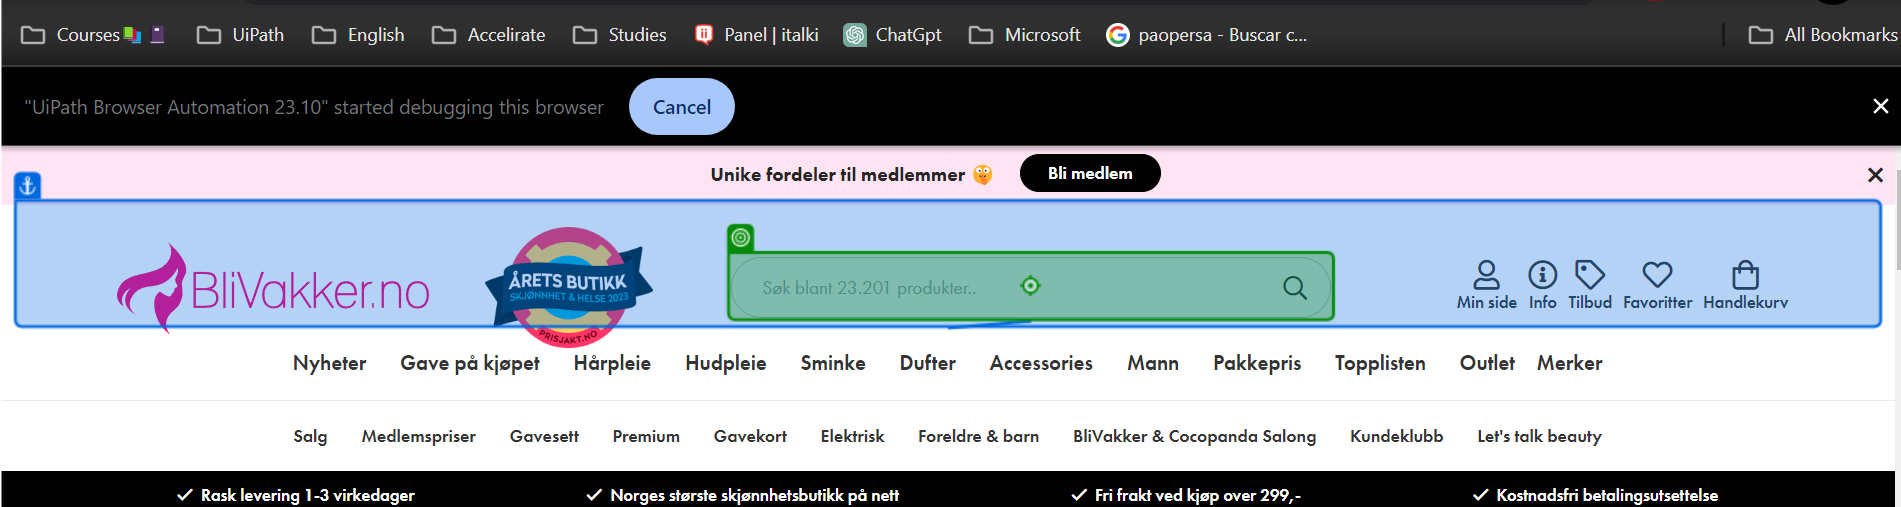 Courses UiPath English Accelirate Studies Panel | italki ChatGpt Microsoft paopersa - Buscar c... All Bookmarks
"UiPath Browser Automation 23.10" started debugging this browser Cancel
Unike fordeler til medlemmer Bli medlem
BliVakker.no
ÅRETS BUTIKK
SKJØNNHET & HELSE 2023
PRISJAKT.NO
Søk blant 23.201 produkter..
Min side Info Tilbud Favoritter Handlekurv
Nyheter Gave på kjøpet Hårpleie Hudpleie Sminke Dufter Accessories Mann Pakkepris Topplisten Outlet Merker
Salg Medlemspriser Gavesett Premium Gavekort Elektrisk Foreldre & barn BliVakker & Cocopanda Salong Kundeklubb Let's talk beauty
Rask levering 1-3 virkedager Norges største skjønnhetsbutikk på nett Fri frakt ved kjøp over 299,- Kostnadsfri betalingsutsettelse